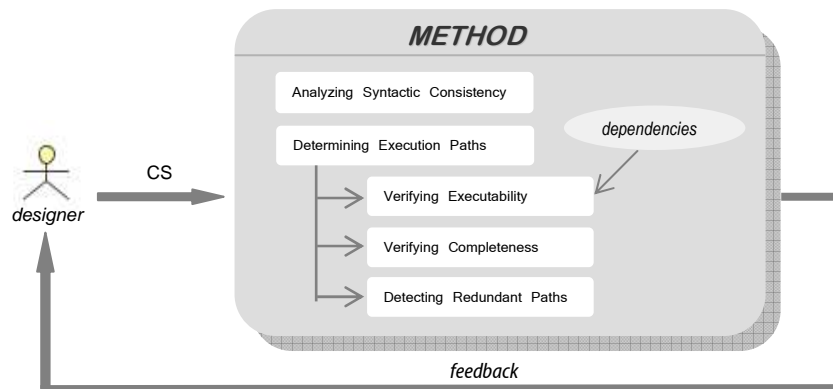 METHOD
Analyzing Syntactic Consistency
Determining Execution Paths
dependencies
CS
designer
Verifying Executability
Verifying Completeness
Detecting Redundant Paths
feedback